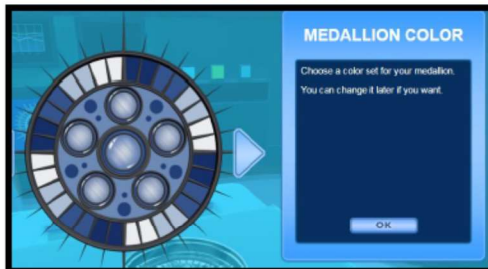 MEDALLION COLOR
Choose a color set for your medallion.
You can change it later if you want.
OK